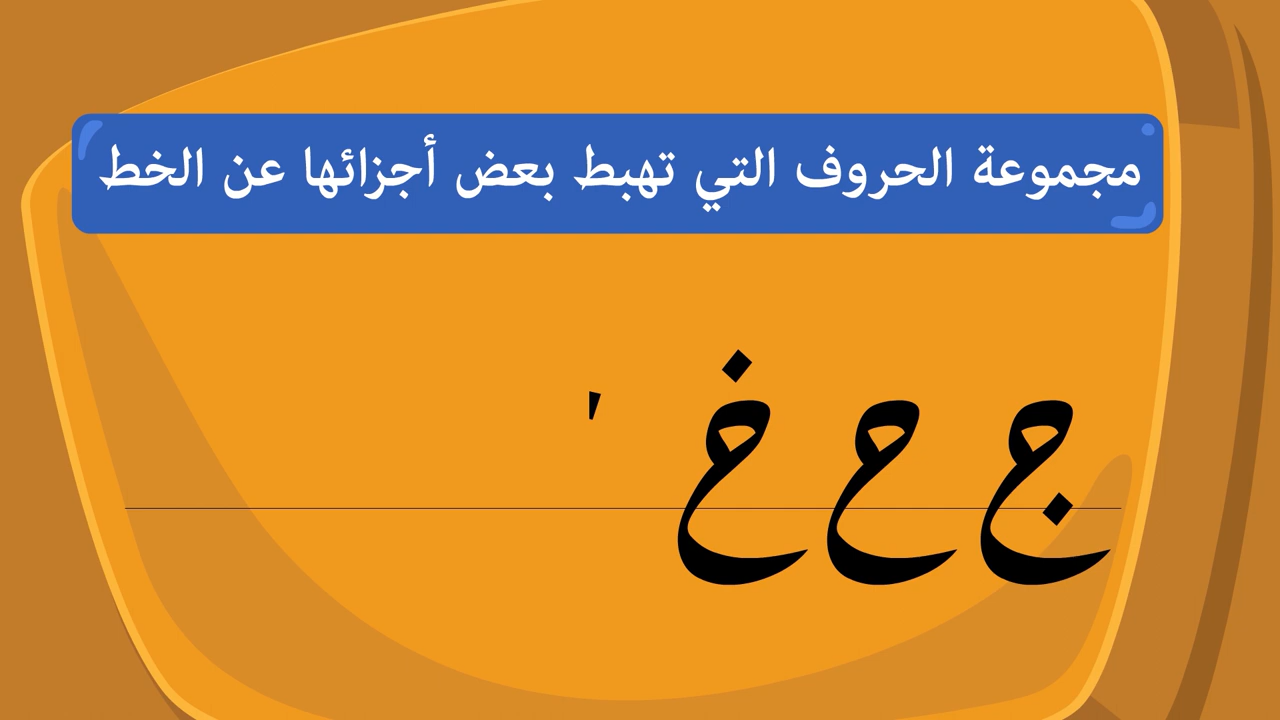 مجموعة الحروف التي تهبط بعض أجزائها عن الخط
ج ح خ